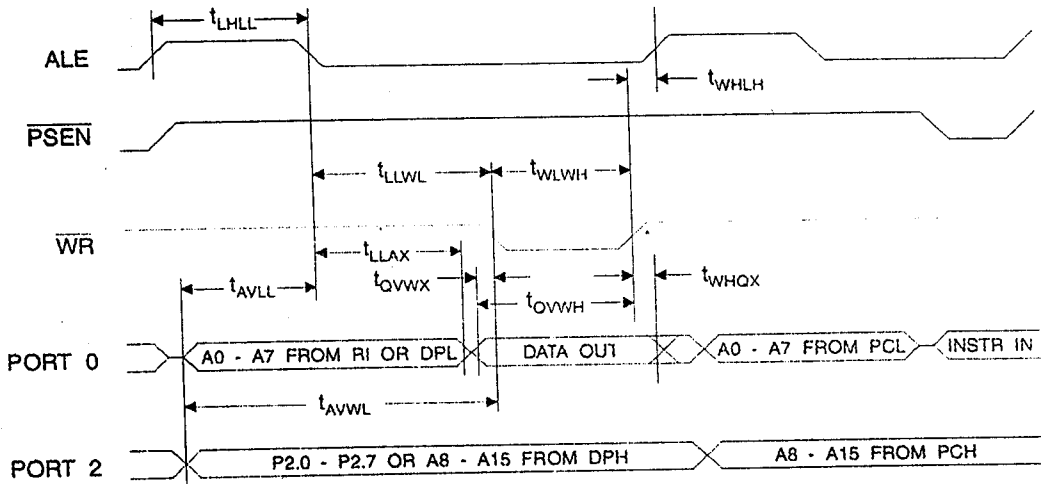 tLHLL
ALE
tWHLH
PSEN
tLLWL
tWLWH
WR
tLLAX
tQVWX
tWHQX
tAVLL
tQVWH
PORT 0
A0 - A7 FROM RI OR DPL
DATA OUT
A0 - A7 FROM PCL
INSTR IN
tAVWL
PORT 2
P2.0 - P2.7 OR A8 - A15 FROM DPH
A8 - A15 FROM PCH